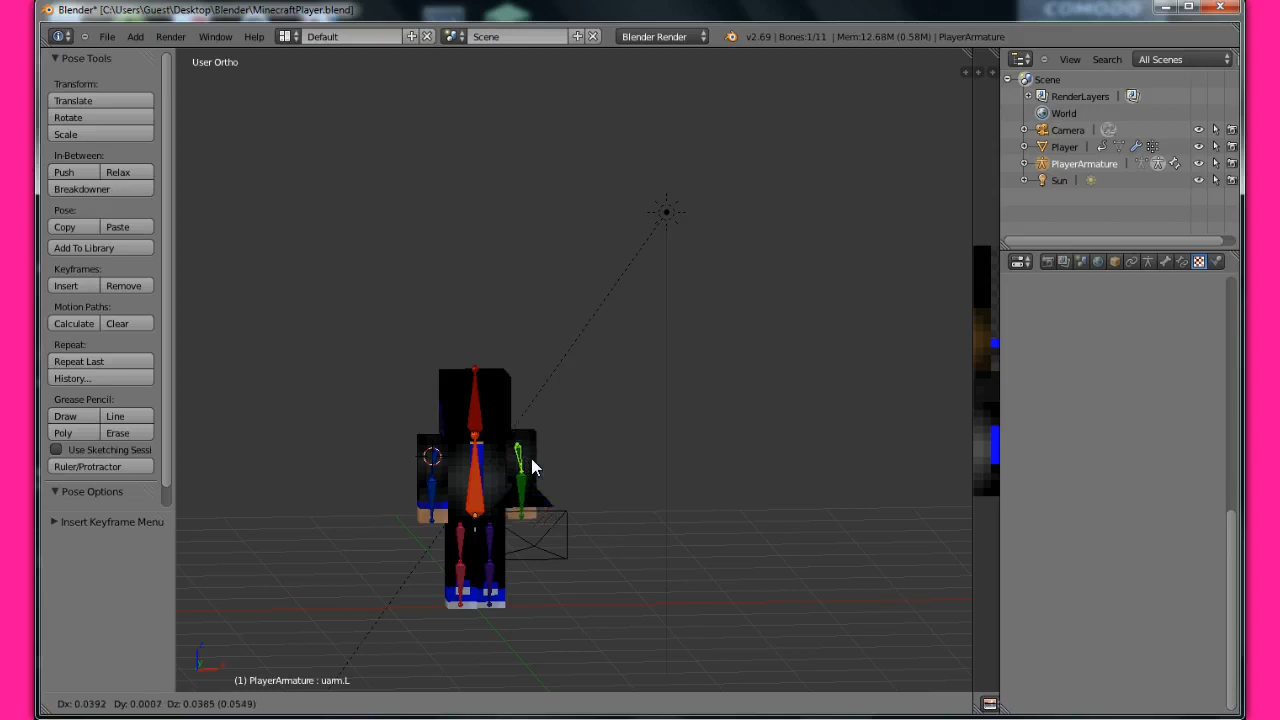 Blender* [C:\Users\Guest\Desktop\Blender\MinecraftPlayer.blend]
COMODO
File Add Render Window Help Default Scene Blender Render v2.69 | Bones:1/11 | Mem:12.68M (0.58M) | PlayerArmature
Pose Tools
Transform:
Translate
Rotate
Scale
In-Between:
Push Relax
Breakdowner
Pose:
Copy Paste
Add To Library
Keyframes:
Insert Remove
Motion Paths:
Calculate Clear
Repeat:
Repeat Last
History...
Grease Pencil:
Draw Line
Poly Erase
Use Sketching Sessi
Ruler/Protractor
Pose Options
Insert Keyframe Menu
User Ortho
(1) PlayerArmature : uarm.L
Dx: 0.0392 Dy: 0.0007 Dz: 0.0385 (0.0549)
View Search All Scenes
Scene
RenderLayers
World
Camera
Player
PlayerArmature
Sun